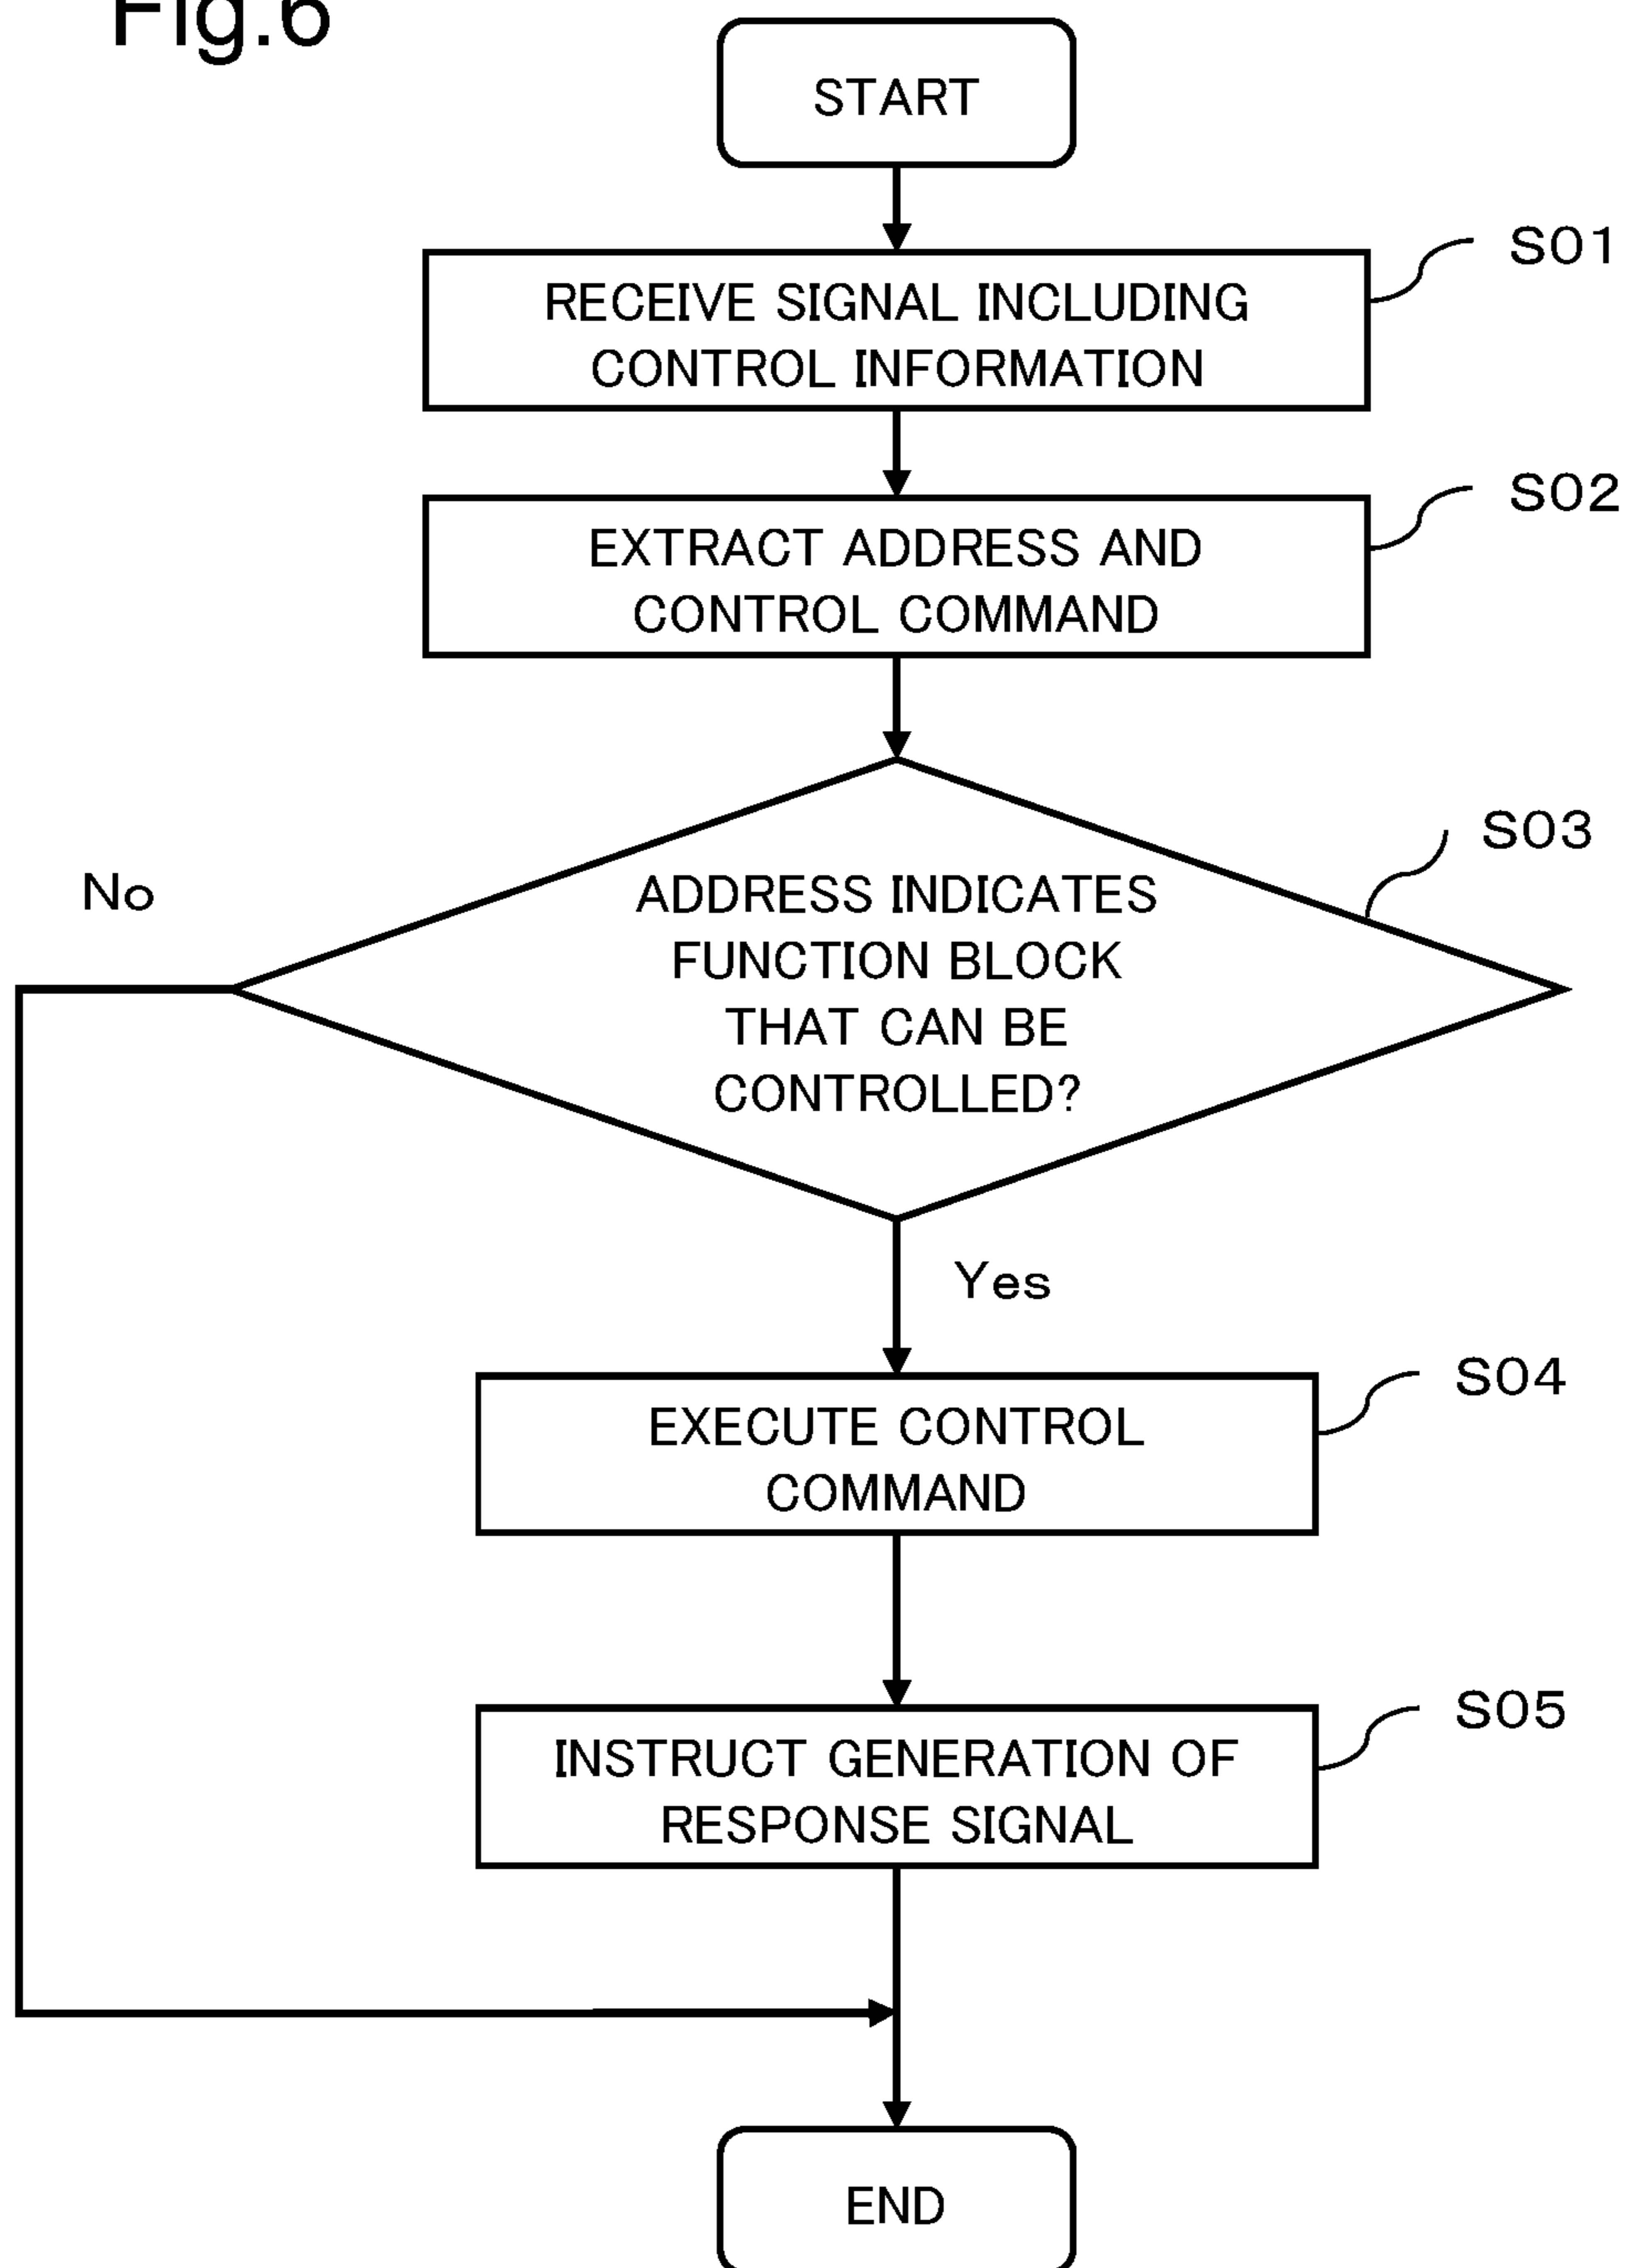 Fig.6
START
RECEIVE SIGNAL INCLUDING
CONTROL INFORMATION
S01
EXTRACT ADDRESS AND
CONTROL COMMAND
S02
ADDRESS INDICATES
FUNCTION BLOCK
THAT CAN BE
CONTROLLED?
S03
No
Yes
EXECUTE CONTROL
COMMAND
S04
INSTRUCT GENERATION OF
RESPONSE SIGNAL
S05
END